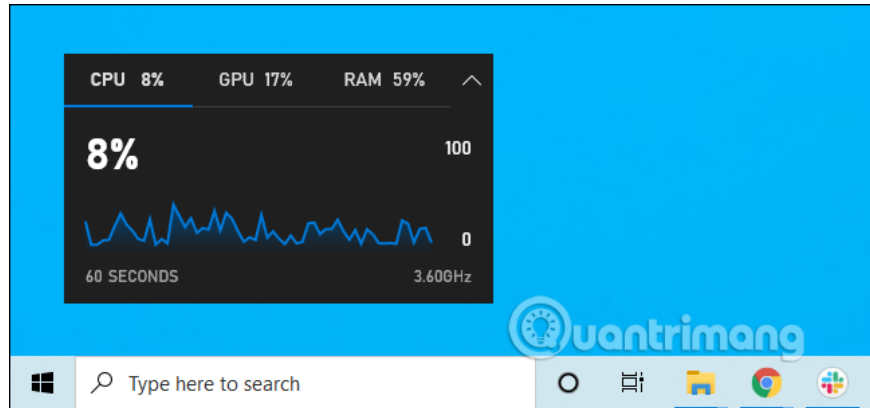 CPU 8% GPU 17% RAM 59%
8% 100
0
60 SECONDS 3.60GHz
Quantrimang
Type here to search